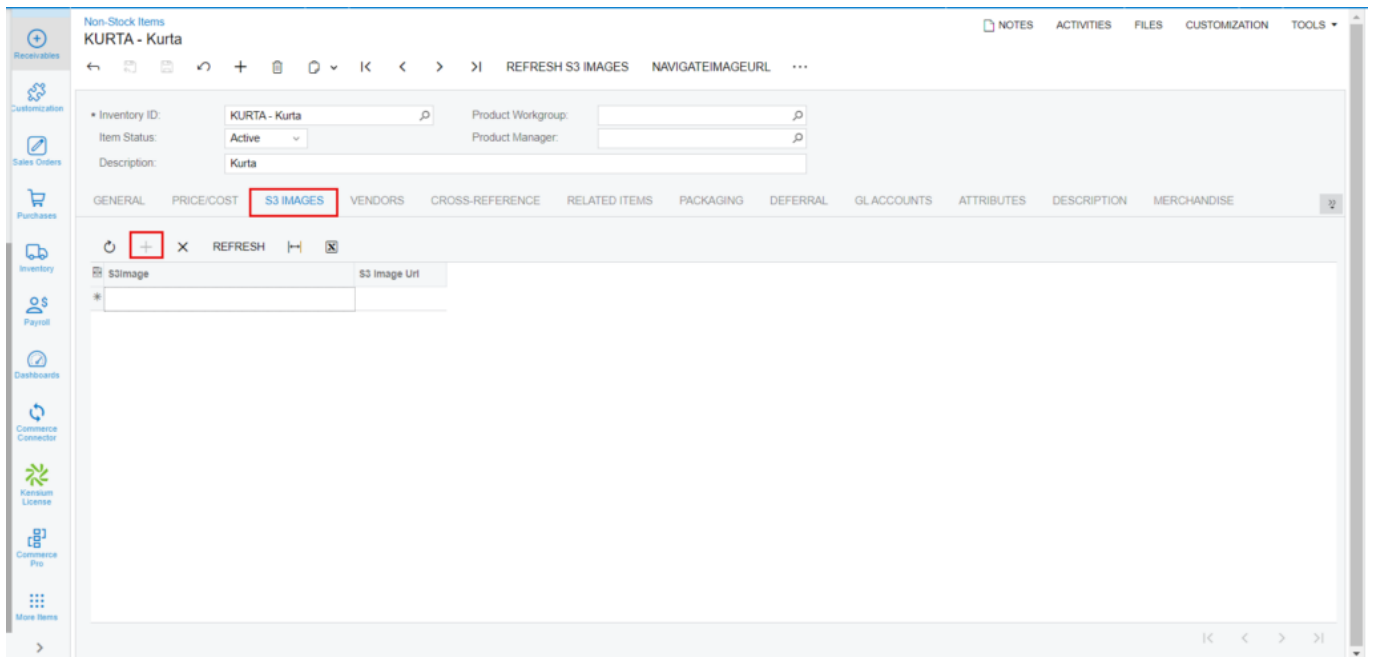 Non-Stock Items
KURTA - Kurta
NOTES ACTIVITIES FILES CUSTOMIZATION TOOLS
REFRESH S3 IMAGES NAVIGATEIMAGEURL ...
Receivables
Customization
Sales Orders
Purchases
Inventory
Payroll
Dashboards
Commerce
Connector
Kensium
License
Commerce
Pro
More Items
* Inventory ID: KURTA - Kurta Product Workgroup:
Item Status: Active Product Manager:
Description: Kurta
GENERAL PRICE/COST S3 IMAGES VENDORS CROSS-REFERENCE RELATED ITEMS PACKAGING DEFERRAL GL ACCOUNTS ATTRIBUTES DESCRIPTION MERCHANDISE
REFRESH
S3Image S3 Image Url